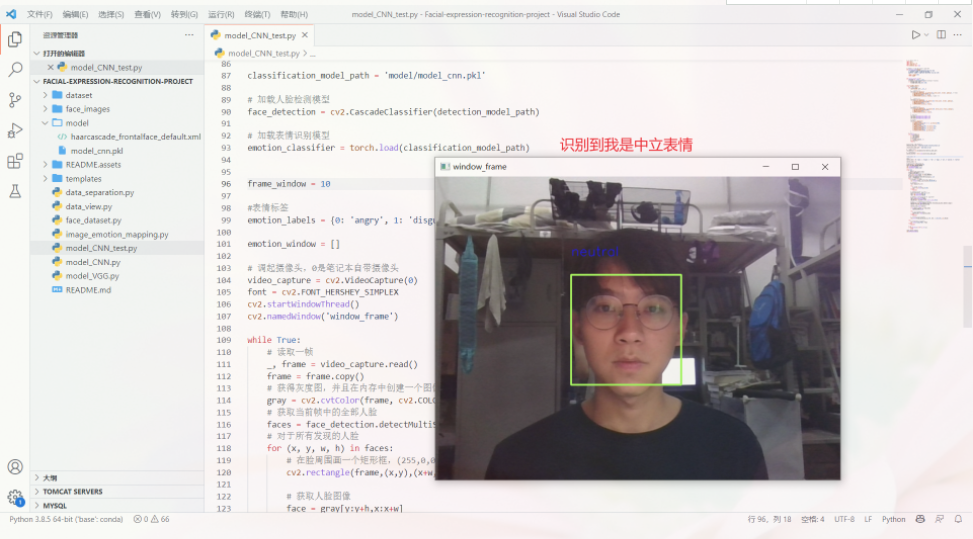 文件(F) 编辑(E) 选择(S) 查看(V) 转到(G) 运行(R) 终端(T) 帮助(H) model_CNN_test.py - Facial-expression-recognition-project - Visual Studio Code
资源管理器
打开的编辑器
model_CNN_test.py
FACIAL-EXPRESSION-RECOGNITION-PROJECT
dataset
face_images
model
haarcascade_frontalface_default.xml
model_cnn.pkl
README.assets
templates
data_separation.py
data_view.py
face_dataset.py
image_emotion_mapping.py
model_CNN_test.py
model_CNN.py
model_VGG.py
README.md
大纲
TOMCAT SERVERS
MYSQL
model_CNN_test.py
model_CNN_test.py > ...
86
87 classification_model_path = 'model/model_cnn.pkl'
88
89 # 加载人脸检测模型
90 face_detection = cv2.CascadeClassifier(detection_model_path)
91
92 # 加载表情识别模型
93 emotion_classifier = torch.load(classification_model_path)
94
95
96 frame_window = 10
97
98 #表情标签
99 emotion_labels = {0: 'angry', 1: 'disgu
100
101 emotion_window = []
102
103 # 调起摄像头，0是笔记本自带摄像头
104 video_capture = cv2.VideoCapture(0)
105 font = cv2.FONT_HERSHEY_SIMPLEX
106 cv2.startWindowThread()
107 cv2.namedWindow('window_frame')
108
109 while True:
110 # 读取一帧
111 _, frame = video_capture.read()
112 frame = frame.copy()
113 # 获得灰度图，并且在内存中创建一个图像
114 gray = cv2.cvtColor(frame, cv2.COLO
115 # 获取当前帧中的全部人脸
116 faces = face_detection.detectMultiS
117 # 对于所有发现的人脸
118 for (x, y, w, h) in faces:
119 # 在脸周围画一个矩形框，(255,0,0
120 cv2.rectangle(frame,(x,y),(x+w
121
122 # 获取人脸图像
123 face = gray[y:y+h,x:x+w]
识别到我是中立表情
window_frame
1
Python 3.8.5 64-bit ('base': conda) 0 66 行 96，列 18 空格: 4 UTF-8 LF Python